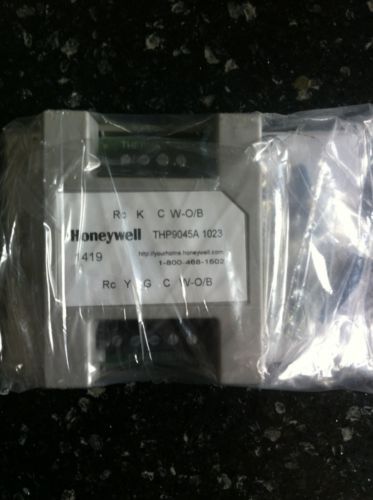 Rc K C W-O/B
Honeywell THP9045A 1023
1419 http://yourhome.honeywell.com
1-800-468-1502
Rc Y G C W-O/B